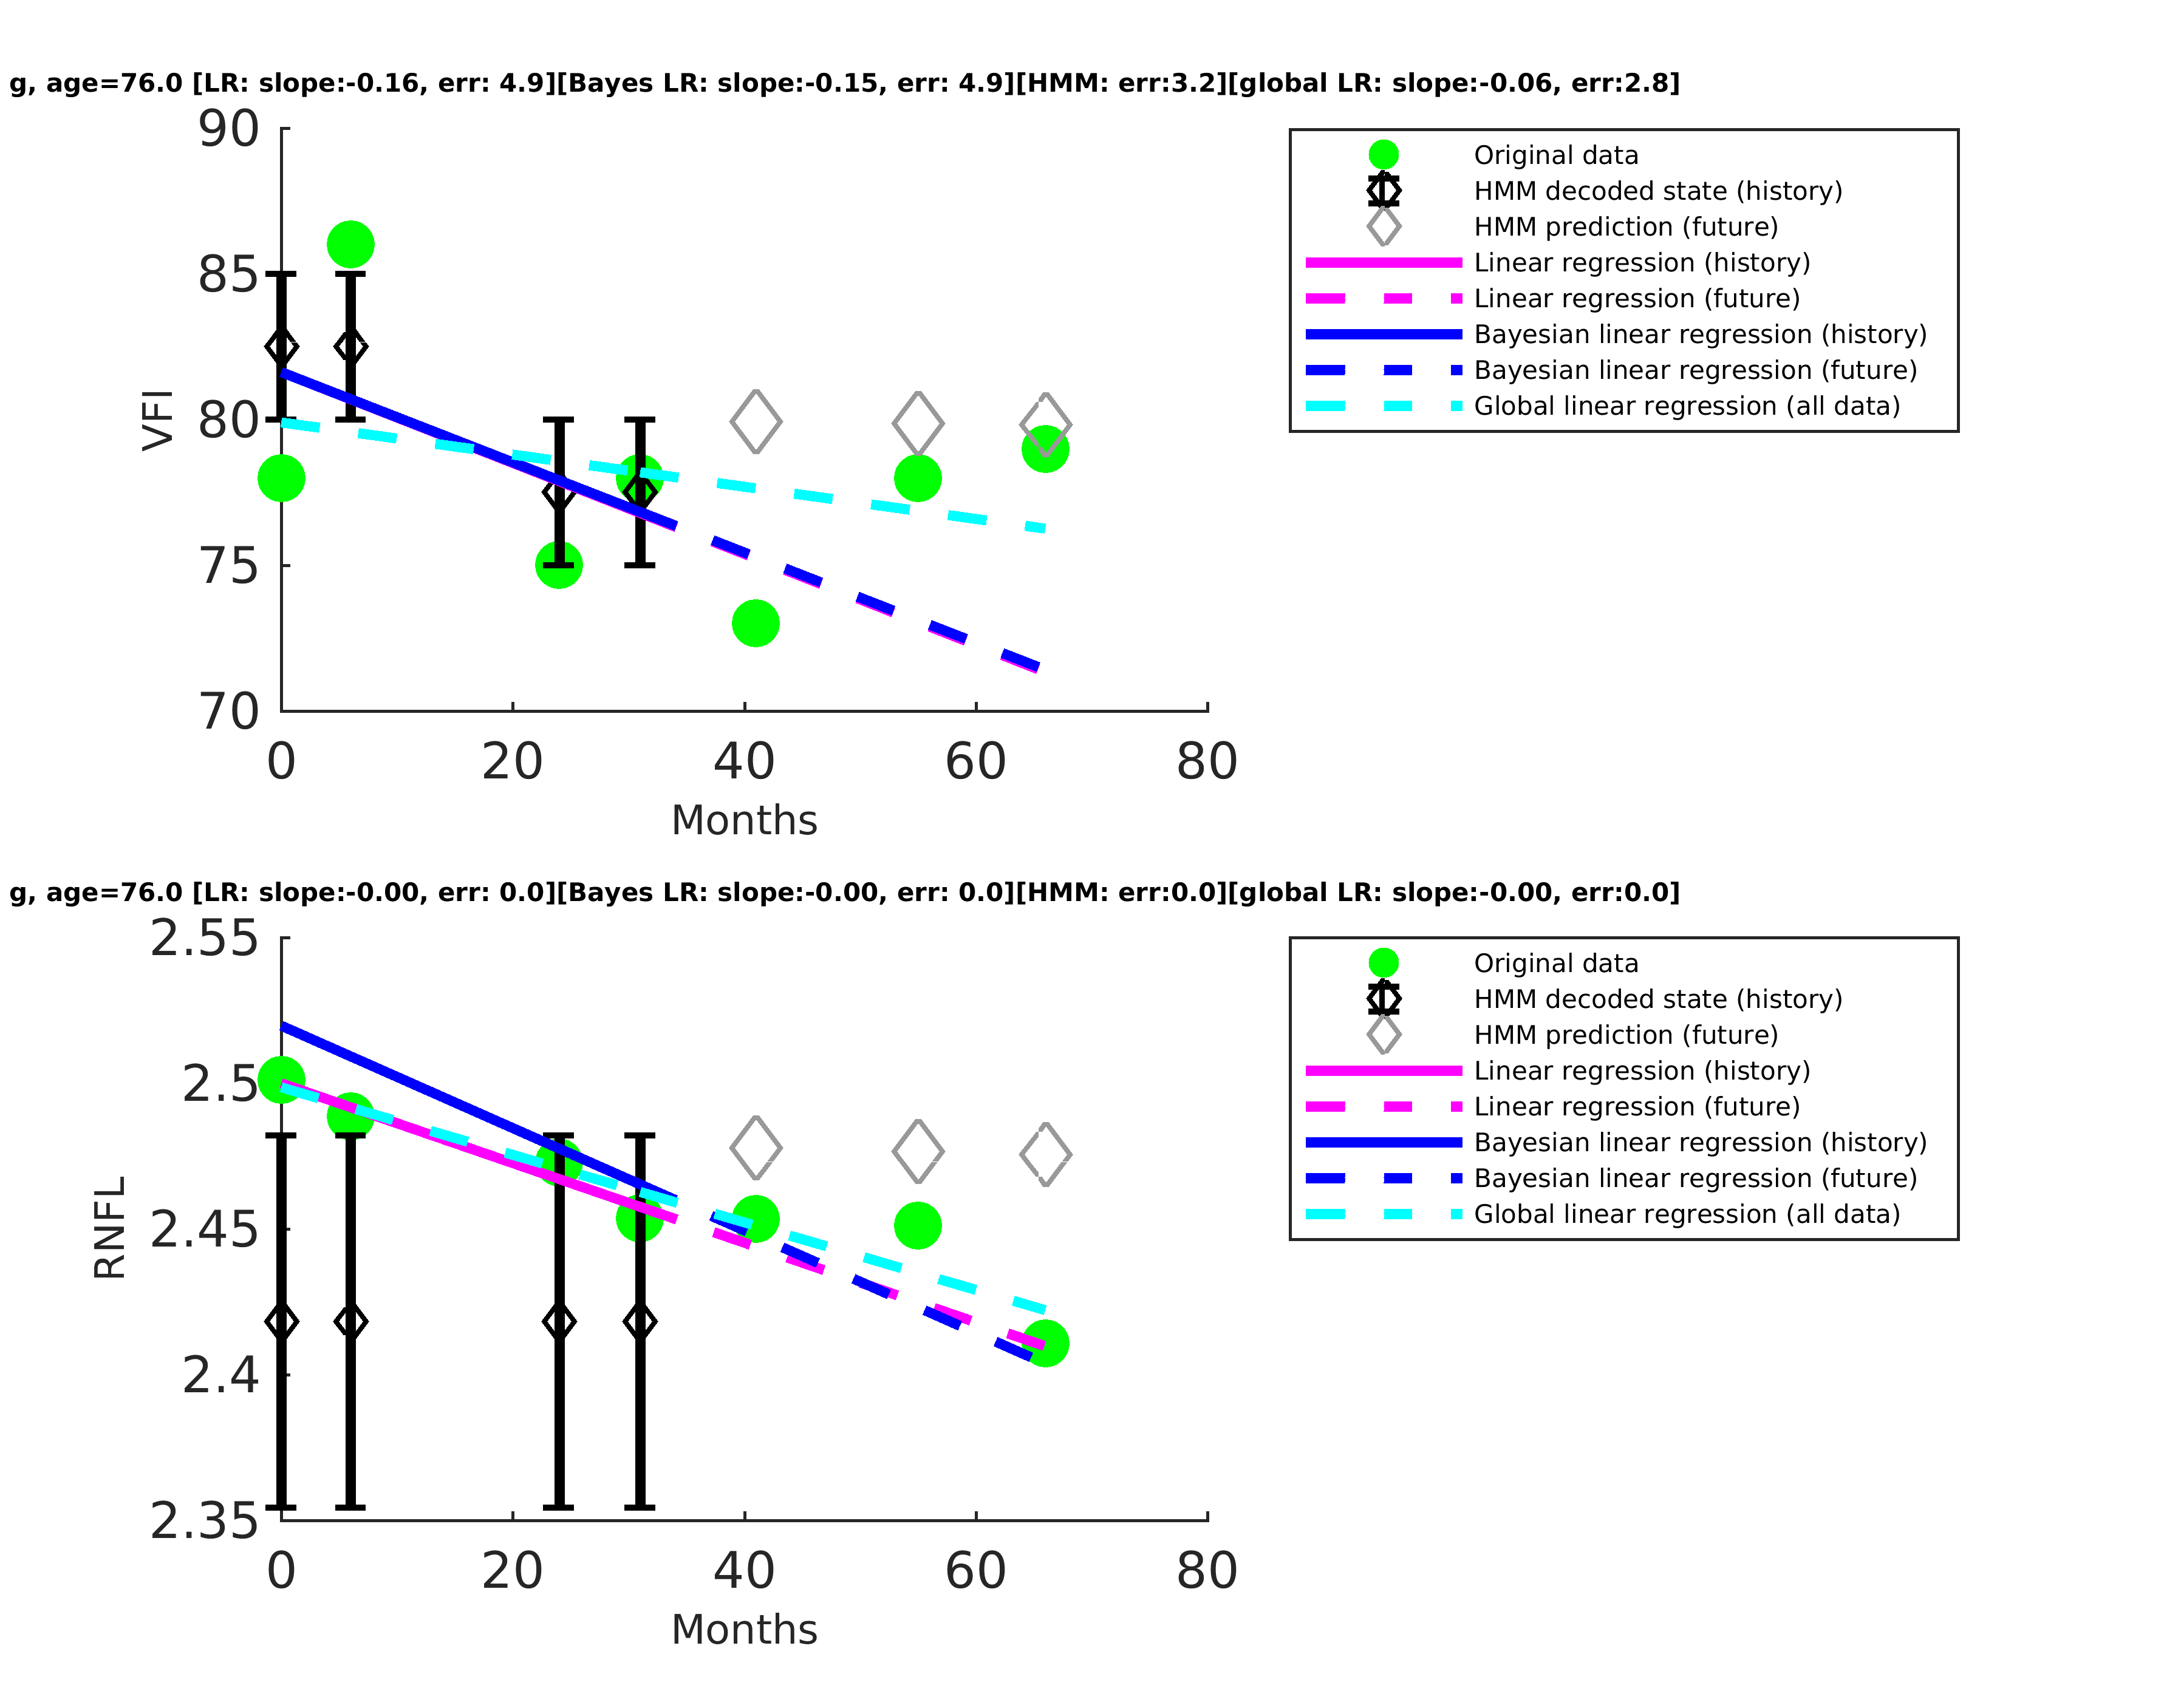 g, age=76.0 [LR: slope:-0.16, err: 4.9][Bayes LR: slope:-0.15, err: 4.9][HMM: err:3.2][global LR: slope:-0.06, err:2.8]
90
85
80
75
70
VFI
0 20 40 60 80
Months
Original data
HMM decoded state (history)
HMM prediction (future)
Linear regression (history)
Linear regression (future)
Bayesian linear regression (history)
Bayesian linear regression (future)
Global linear regression (all data)
g, age=76.0 [LR: slope:-0.00, err: 0.0][Bayes LR: slope:-0.00, err: 0.0][HMM: err:0.0][global LR: slope:-0.00, err:0.0]
2.55
2.5
2.45
2.4
2.35
RNFL
0 20 40 60 80
Months
Original data
HMM decoded state (history)
HMM prediction (future)
Linear regression (history)
Linear regression (future)
Bayesian linear regression (history)
Bayesian linear regression (future)
Global linear regression (all data)